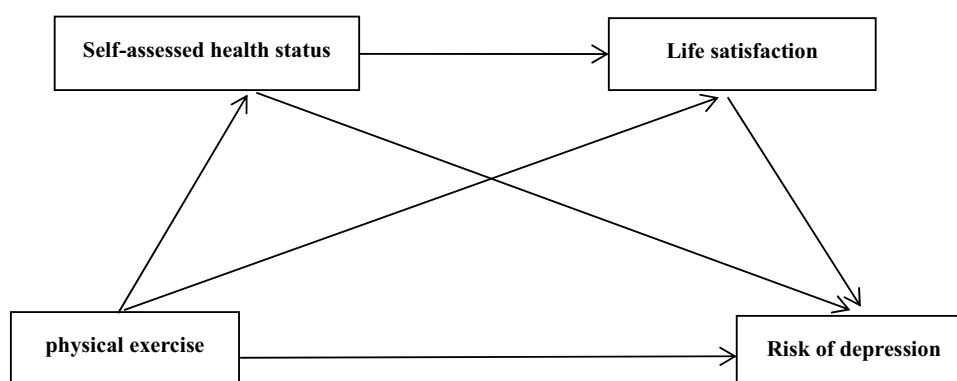 Self-assessed health status
Life satisfaction
physical exercise
Risk of depression